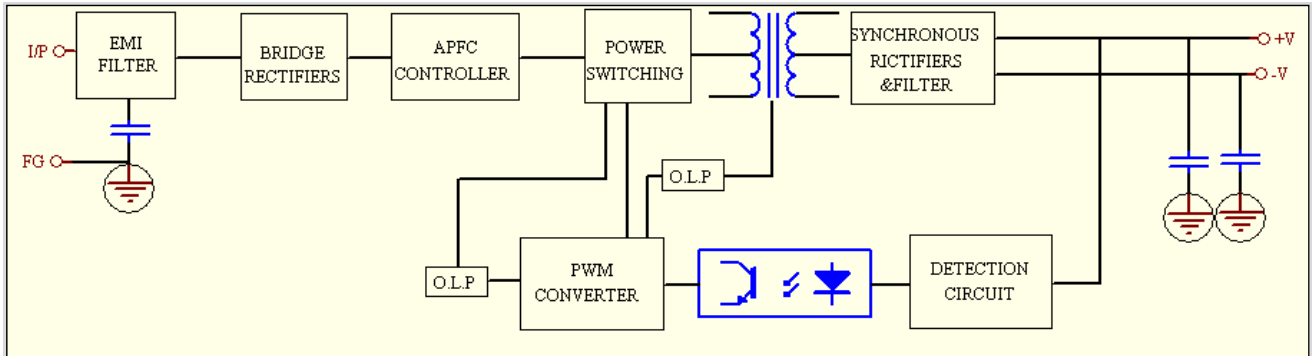 I/P
EMI
FILTER
BRIDGE
RECTIFIERS
APFC
CONTROLLER
POWER
SWITCHING
SYNCHRONOUS
RICTIFIERS
&FILTER
+V
-V
FG
O.L.P
O.L.P
PWM
CONVERTER
DETECTION
CIRCUIT